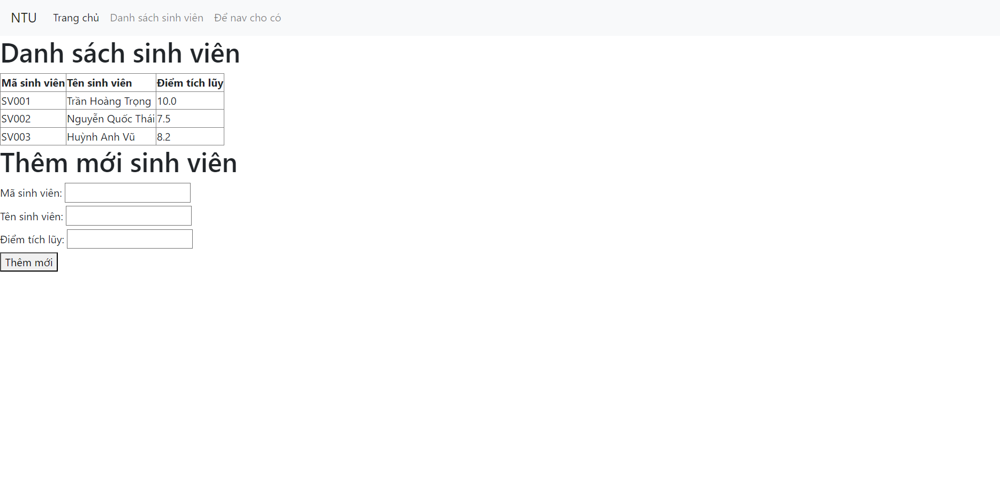 NTU Trang chủ Danh sách sinh viên Để nav cho có
Danh sách sinh viên
Mã sinh viên Tên sinh viên Điểm tích lũy
SV001 Trần Hoàng Trọng 10.0
SV002 Nguyễn Quốc Thái 7.5
SV003 Huỳnh Anh Vũ 8.2
Thêm mới sinh viên
Mã sinh viên:
Tên sinh viên:
Điểm tích lũy:
Thêm mới